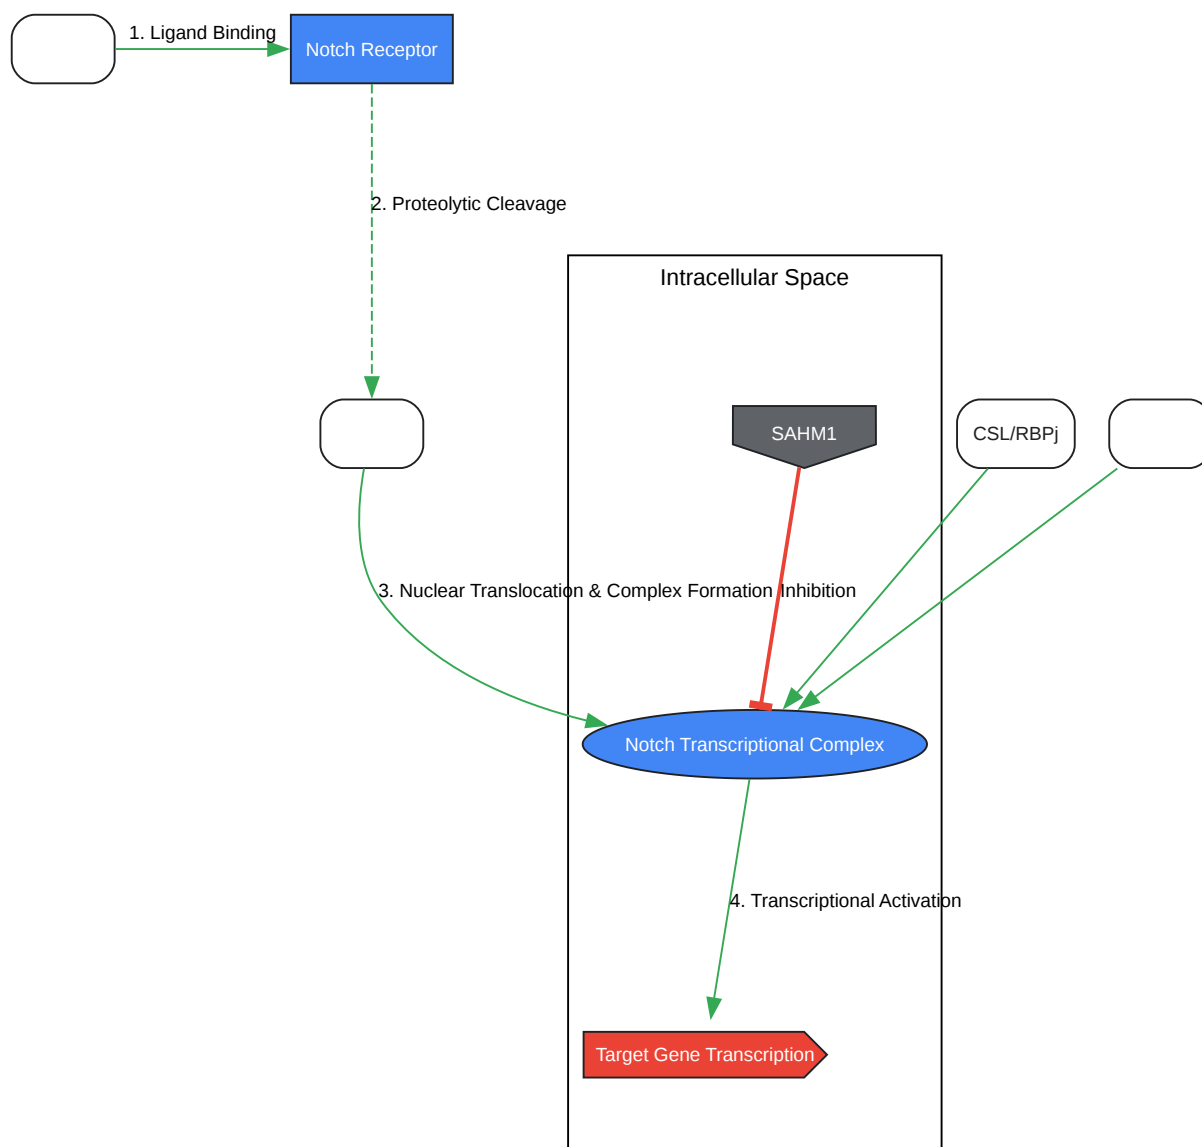 1. Ligand Binding
Notch Receptor
2. Proteolytic Cleavage
Intracellular Space
SAHM1
CSL/RBPj
3. Nuclear Translocation & Complex Formation
Inhibition
Notch Transcriptional Complex
4. Transcriptional Activation
Target Gene Transcription